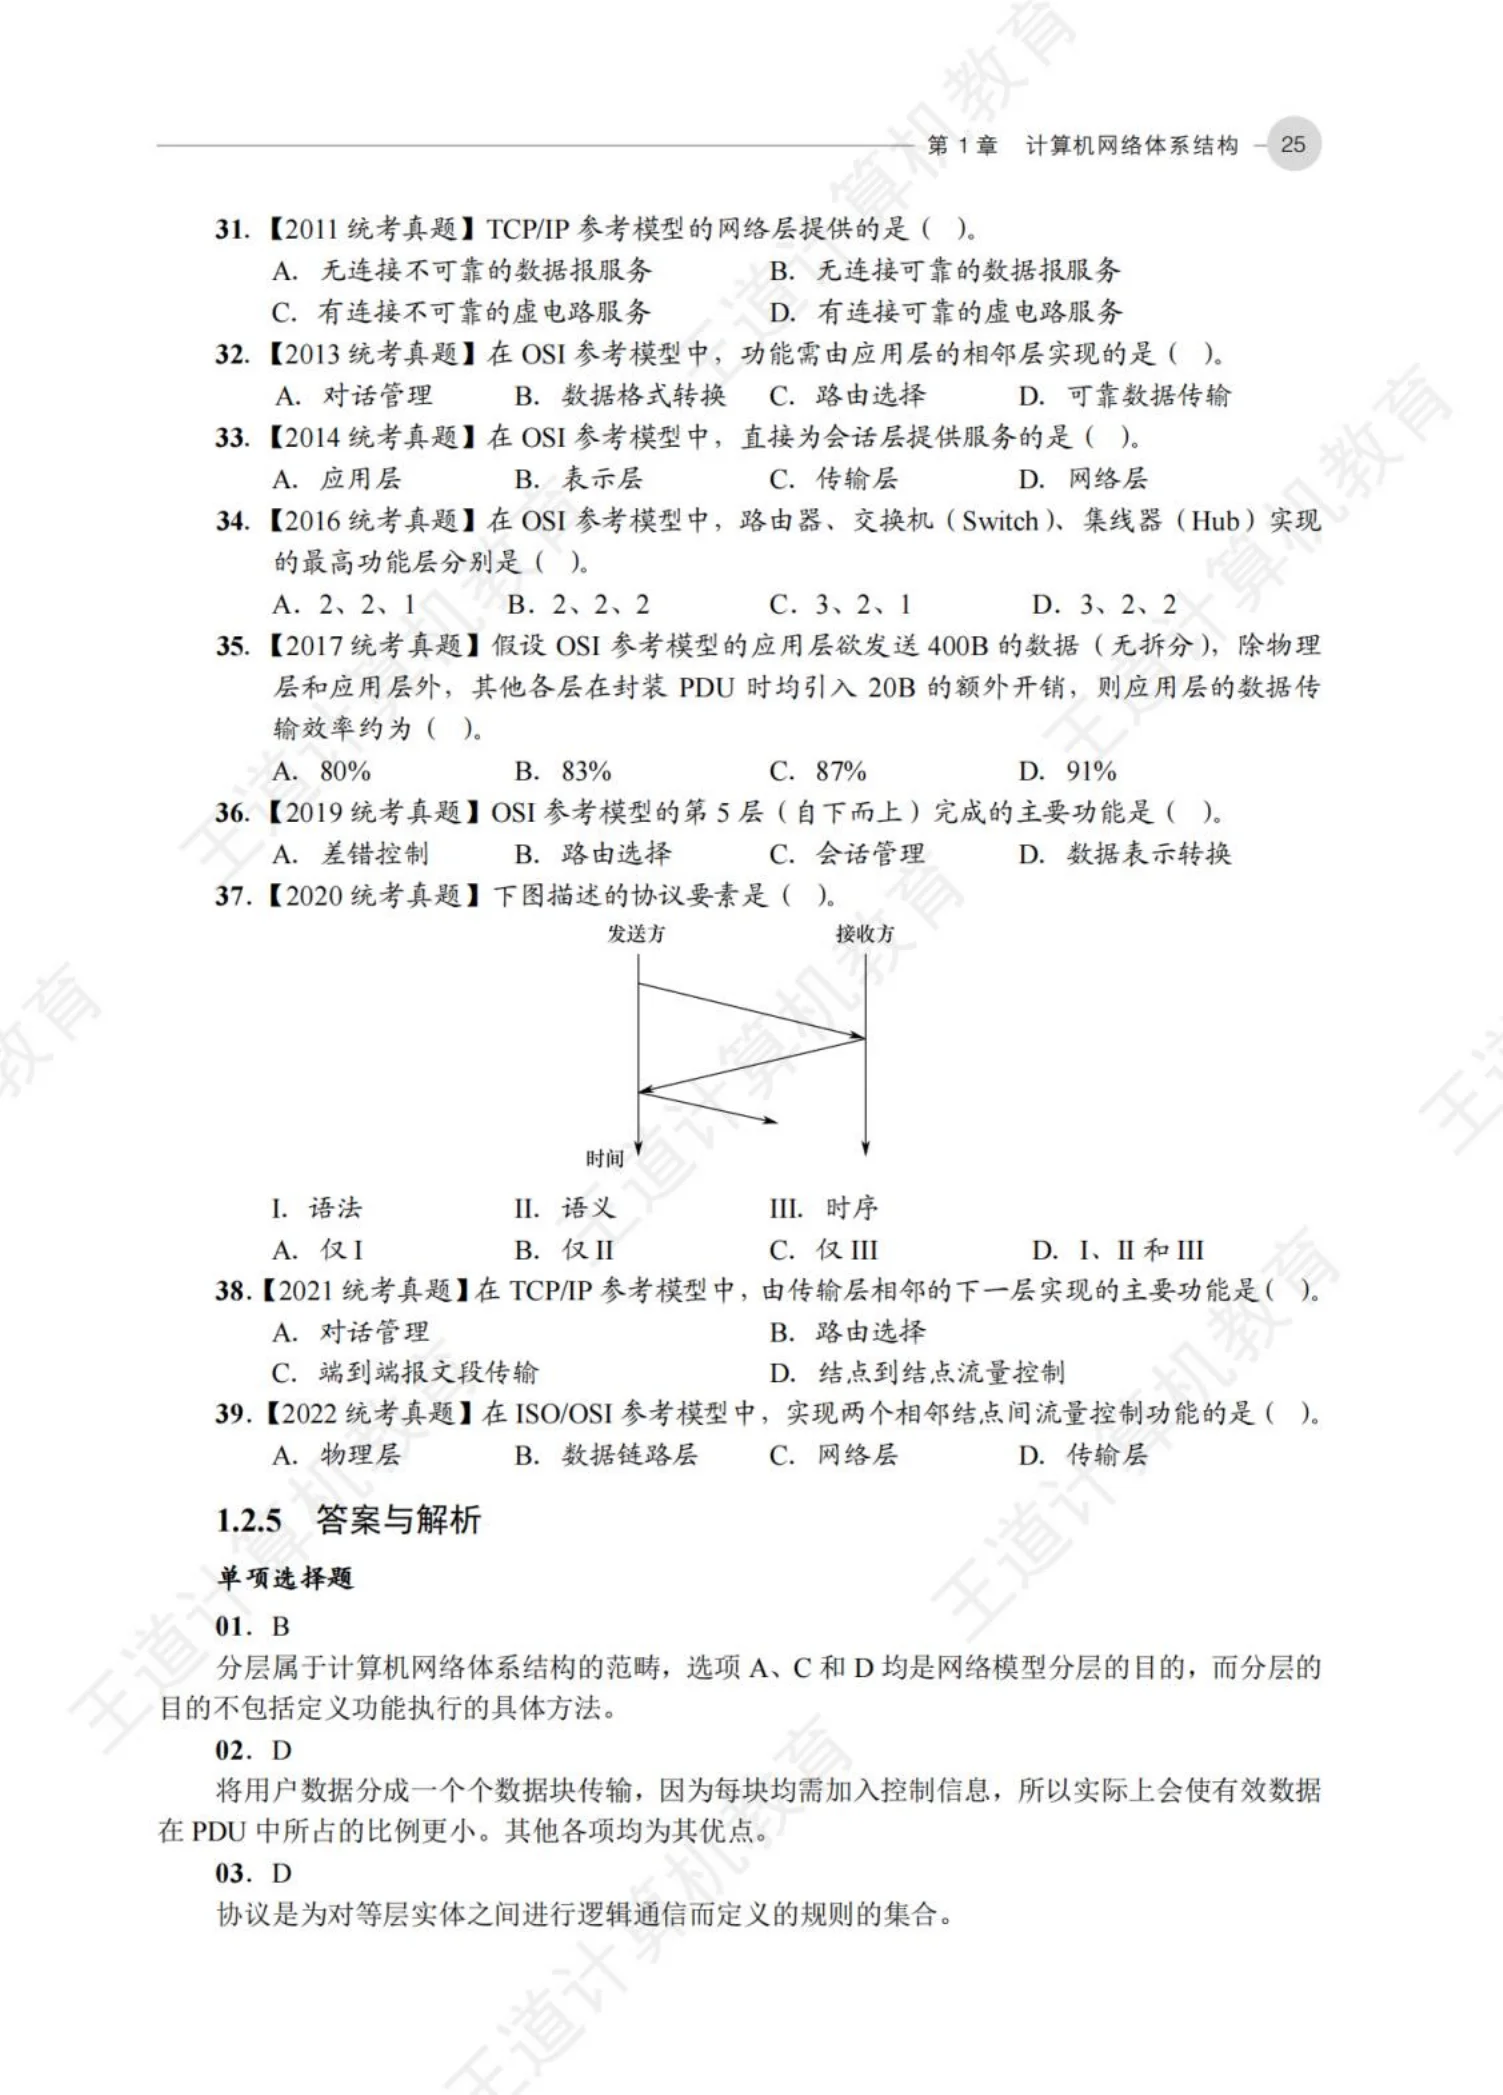 第 1 章 计算机网络体系结构 25
31. 【2011 统考真题】TCP/IP 参考模型的网络层提供的是（ ）。
A. 无连接不可靠的数据报服务 B. 无连接可靠的数据报服务
C. 有连接不可靠的虚电路服务 D. 有连接可靠的虚电路服务
32. 【2013 统考真题】在 OSI 参考模型中，功能需由应用层的相邻层实现的是（ ）。
A. 对话管理 B. 数据格式转换 C. 路由选择 D. 可靠数据传输
33. 【2014 统考真题】在 OSI 参考模型中，直接为会话层提供服务的是（ ）。
A. 应用层 B. 表示层 C. 传输层 D. 网络层
34. 【2016 统考真题】在 OSI 参考模型中，路由器、交换机（Switch）、集线器（Hub）实现
的最高功能层分别是（ ）。
A. 2、2、1 B. 2、2、2 C. 3、2、1 D. 3、2、2
35. 【2017 统考真题】假设 OSI 参考模型的应用层欲发送 400B 的数据（无拆分），除物理
层和应用层外，其他各层在封装 PDU 时均引入 20B 的额外开销，则应用层的数据传
输效率约为（ ）。
A. 80% B. 83% C. 87% D. 91%
36. 【2019 统考真题】OSI 参考模型的第 5 层（自下而上）完成的主要功能是（ ）。
A. 差错控制 B. 路由选择 C. 会话管理 D. 数据表示转换
37. 【2020 统考真题】下图描述的协议要素是（ ）。
发送方 接收方
时间
I. 语法 II. 语义 III. 时序
A. 仅 I B. 仅 II C. 仅 III D. I、II 和 III
38. 【2021 统考真题】在 TCP/IP 参考模型中，由传输层相邻的下一层实现的主要功能是（ ）。
A. 对话管理 B. 路由选择
C. 端到端报文段传输 D. 结点到结点流量控制
39. 【2022 统考真题】在 ISO/OSI 参考模型中，实现两个相邻结点间流量控制功能的是（ ）。
A. 物理层 B. 数据链路层 C. 网络层 D. 传输层
1.2.5 答案与解析
单项选择题
01. B
分层属于计算机网络体系结构的范畴，选项 A、C 和 D 均是网络模型分层的目的，而分层的
目的不包括定义功能执行的具体方法。
02. D
将用户数据分成一个个数据块传输，因为每块均需加入控制信息，所以实际上会使有效数据
在 PDU 中所占的比例更小。其他各项均为其优点。
03. D
协议是为对等层实体之间进行逻辑通信而定义的规则的集合。
王道计算机教育